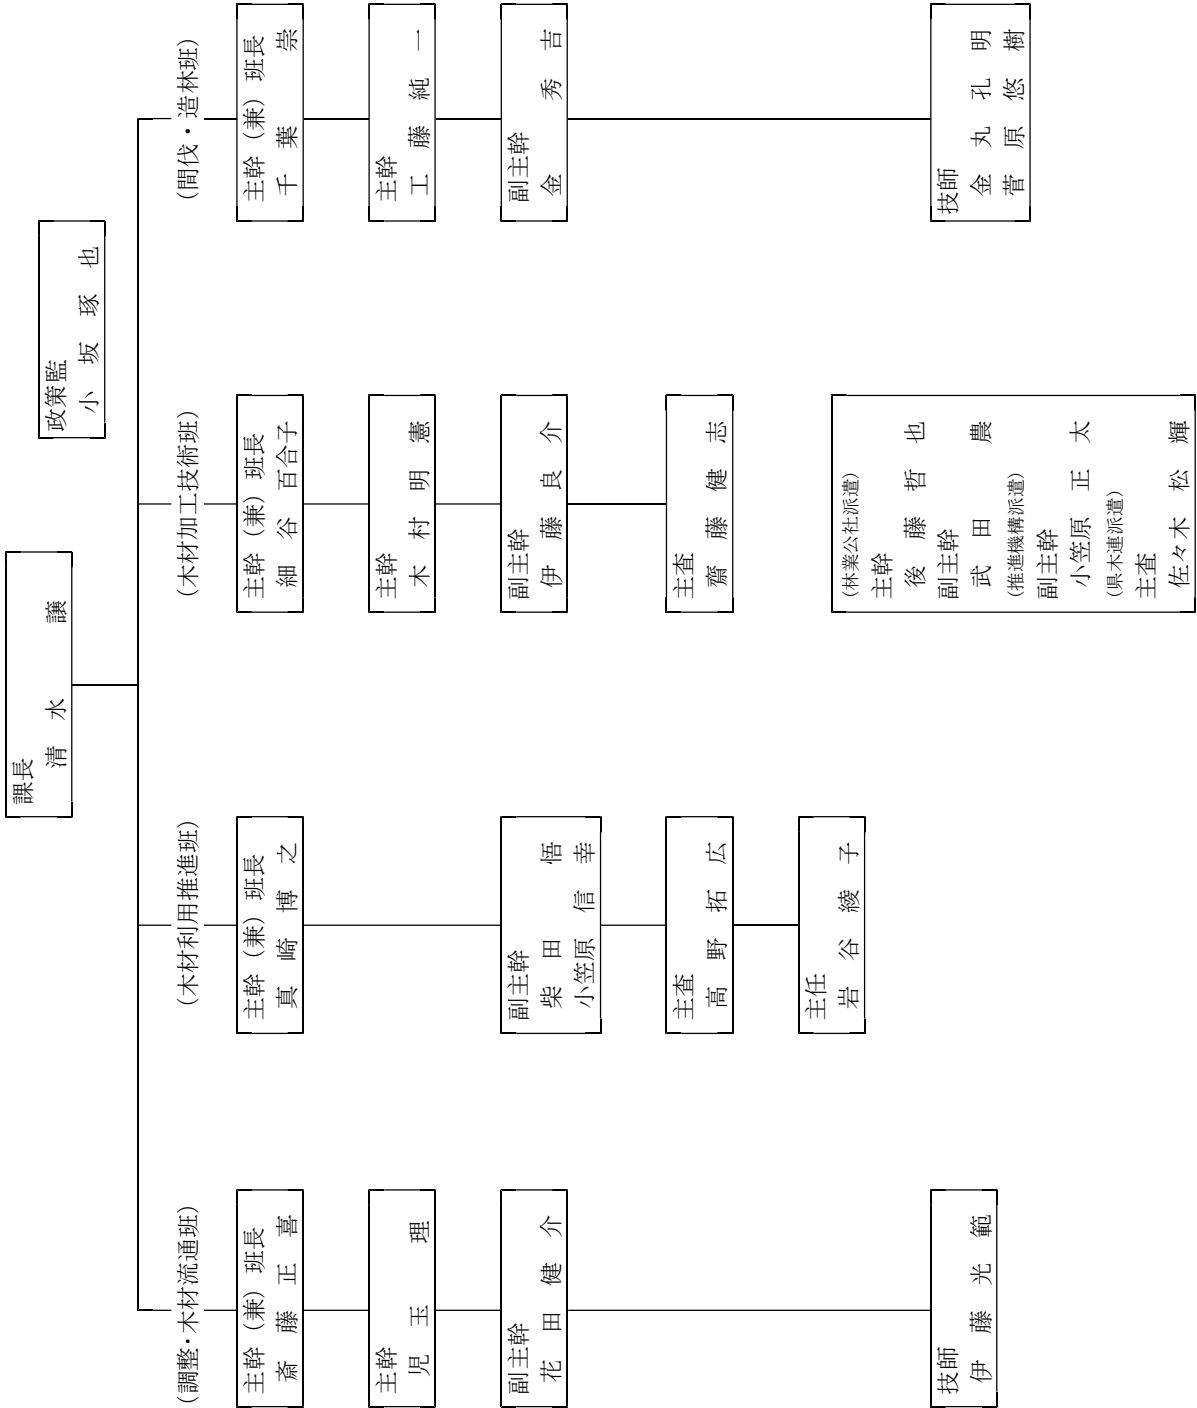 課長
清水 譲
政策監
小坂琢也
(調整・木材流通班)
主幹(兼)班長
斎藤正喜
主幹
児玉 理
副主幹
花田健介
技師
伊藤光範
(木材利用推進班)
主幹(兼)班長
真崎博之
副主幹
柴田 悟
小笠原信幸
主査
高野拓広
主任
岩谷綾子
(木材加工技術班)
主幹(兼)班長
細谷百合子
主幹
木村明憲
副主幹
伊藤良介
主査
齋藤健志
(林業公社派遣)
主幹
後藤哲也
副主幹
武田 農
(推進機構派遣)
副主幹
小笠原正太
(県木連派遣)
主査
佐々木松輝
(間伐・造林班)
主幹(兼)班長
千葉 崇
主幹
工藤純一
副主幹
金 秀吉
技師
金丸孔明
菅原悠樹